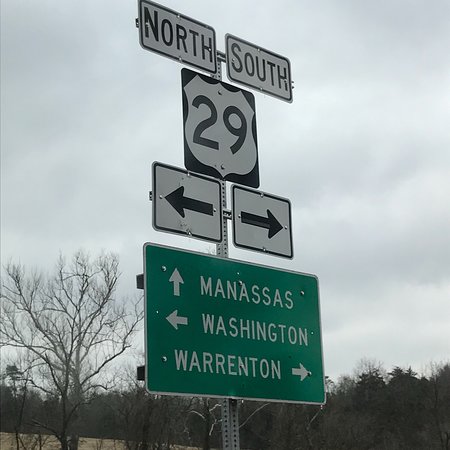 NORTH SOUTH
29
MANASSAS
WASHINGTON
WARRENTON